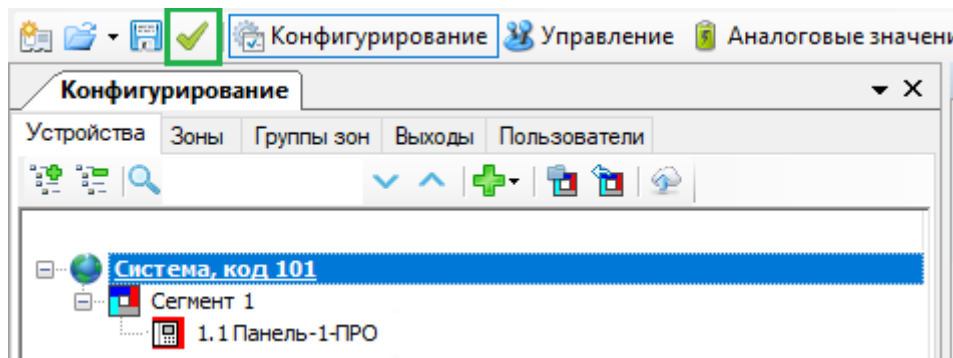 Конфигурирование Управление Аналоговые
Конфигурирование
Устройства Зоны Группы зон Выходы Пользователи
Система, код 101
Сегмент 1
1.1 Панель-1-ПРО